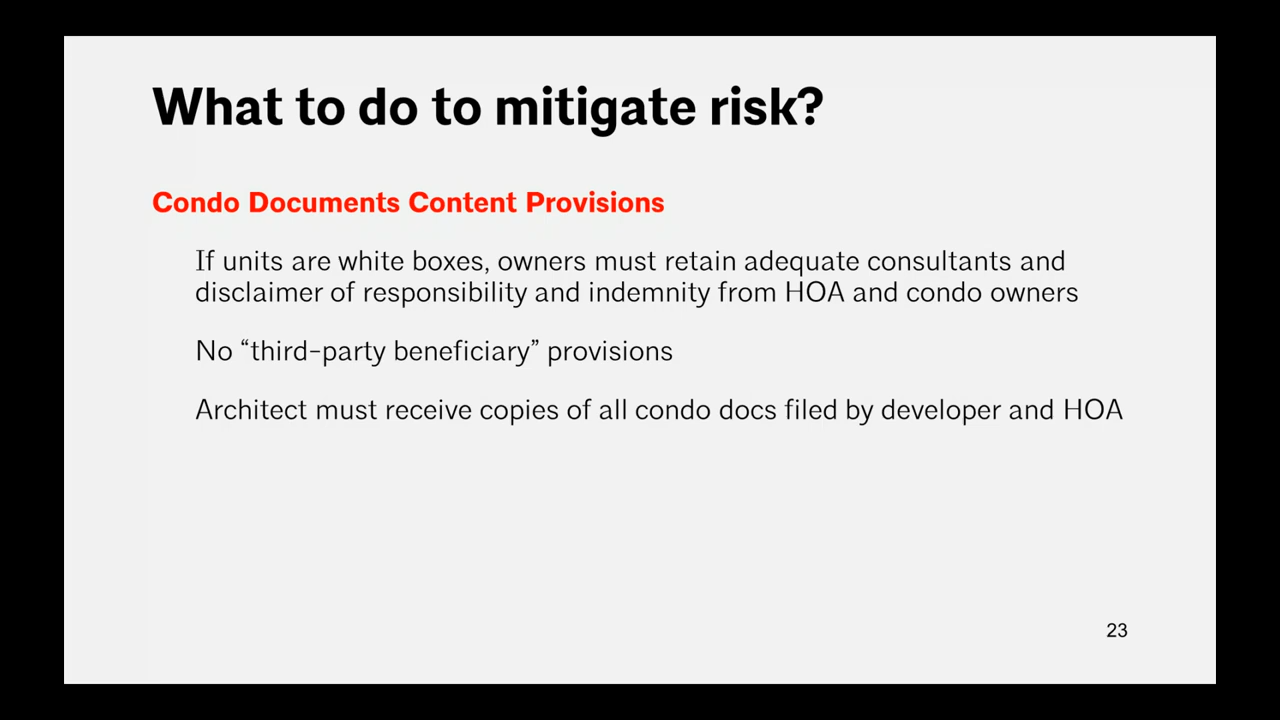 What to do to mitigate risk?
Condo Documents Content Provisions
If units are white boxes, owners must retain adequate consultants and
disclaimer of responsibility and indemnity from HOA and condo owners
No “third-party beneficiary” provisions
Architect must receive copies of all condo docs filed by developer and HOA
23